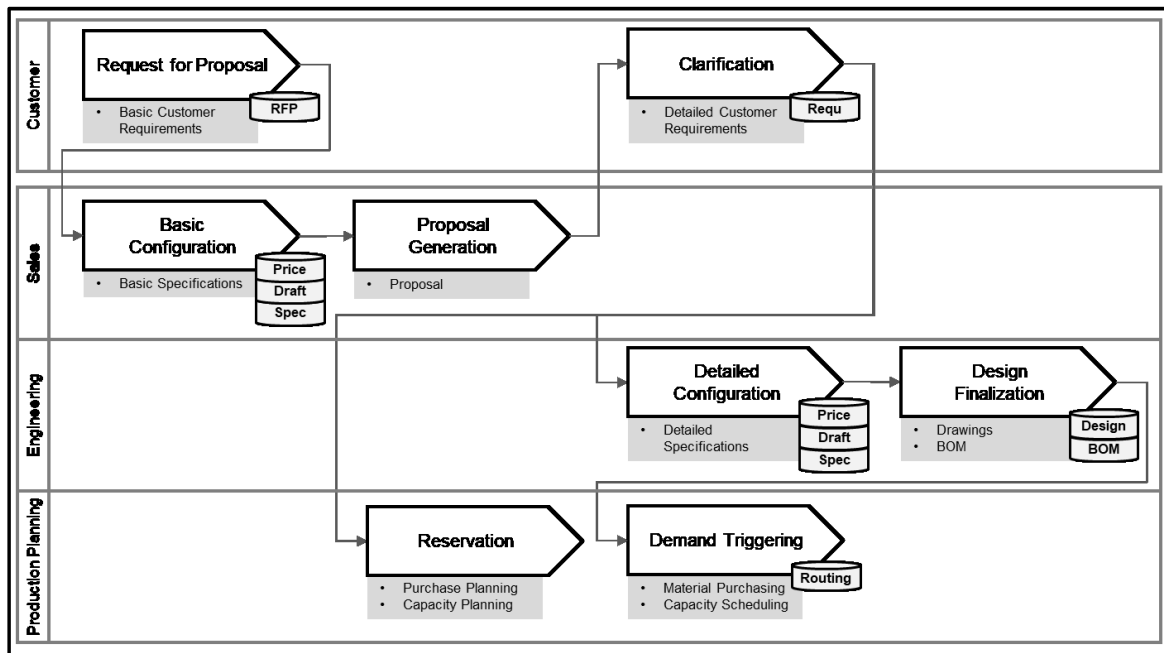 Customer
Request for Proposal
RFP
• Basic Customer
Requirements
Clarification
Requ
• Detailed Customer
Requirements
Sales
Basic
Configuration
Price
Draft
Spec
• Basic Specifications
Proposal
Generation
• Proposal
Engineering
Detailed
Configuration
Price
Draft
Spec
• Detailed
Specifications
Design
Finalization
Design
BOM
• Drawings
• BOM
Production Planning
Reservation
• Purchase Planning
• Capacity Planning
Demand Triggering
Routing
• Material Purchasing
• Capacity Scheduling